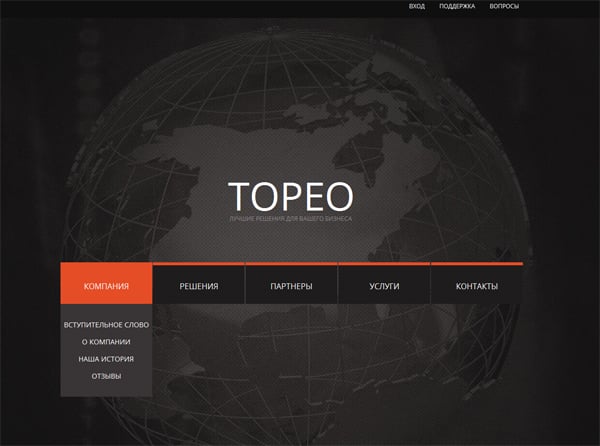 ВХОД ПОДДЕРЖКА ВОПРОСЫ
ТОРЕО
ЛУЧШИЕ РЕШЕНИЯ ДЛЯ ВАШЕГО БИЗНЕСА
КОМПАНИЯ РЕШЕНИЯ ПАРТНЕРЫ УСЛУГИ КОНТАКТЫ
ВСТУПИТЕЛЬНОЕ СЛОВО
О КОМПАНИИ
НАША ИСТОРИЯ
ОТЗЫВЫ